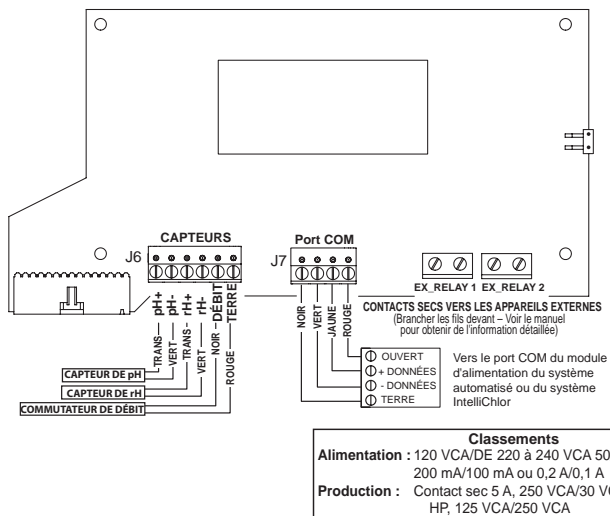 CAPTEURS
J6
pH+
pH-
rH+
rH-
DÉBIT
TERRE
TRANS
VERT
TRANS
VERT
NOIR
ROUGE
CAPTEUR DE pH
CAPTEUR DE rH
COMMUTATEUR DE DÉBIT
Port COM
J7
NOIR
VERT
JAUNE
ROUGE
EX_RELAY 1 EX_RELAY 2
CONTACTS SECS VERS LES APPAREILS EXTERNES
(Brancher les fils devant – Voir le manuel
pour obtenir de l'information détaillée)
OUVERT
+ DONNÉES
- DONNÉES
TERRE
Vers le port COM du module
d'alimentation du système
automatisé ou du système
IntelliChlor
Classements
Alimentation : 120 VCA/DE 220 à 240 VCA 50
200 mA/100 mA ou 0,2 A/0,1 A
Production : Contact sec 5 A, 250 VCA/30
HP, 125 VCA/250 VCA